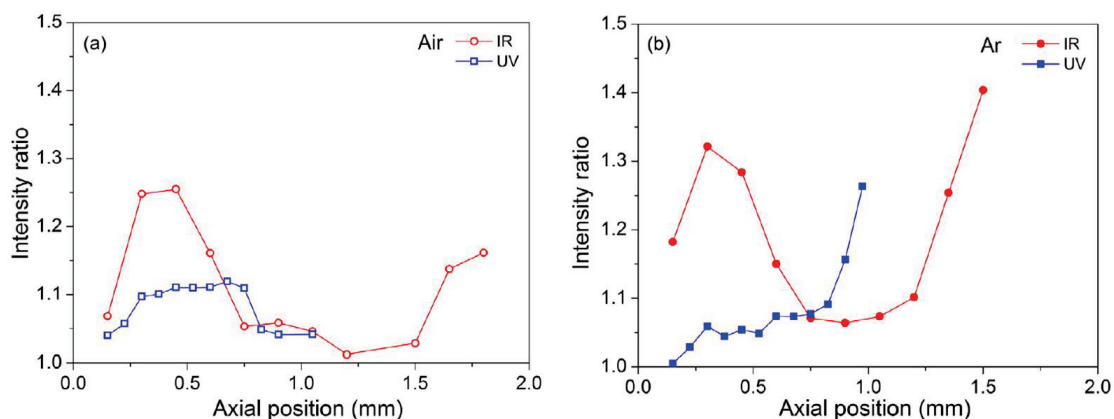 (a)
Air
IR
UV
1.5
1.4
1.3
1.2
1.1
1.0
Intensity ratio
0.0 0.5 1.0 1.5 2.0
Axial position (mm)
(b)
Ar
IR
UV
1.5
1.4
1.3
1.2
1.1
1.0
Intensity ratio
0.0 0.5 1.0 1.5 2.0
Axial position (mm)